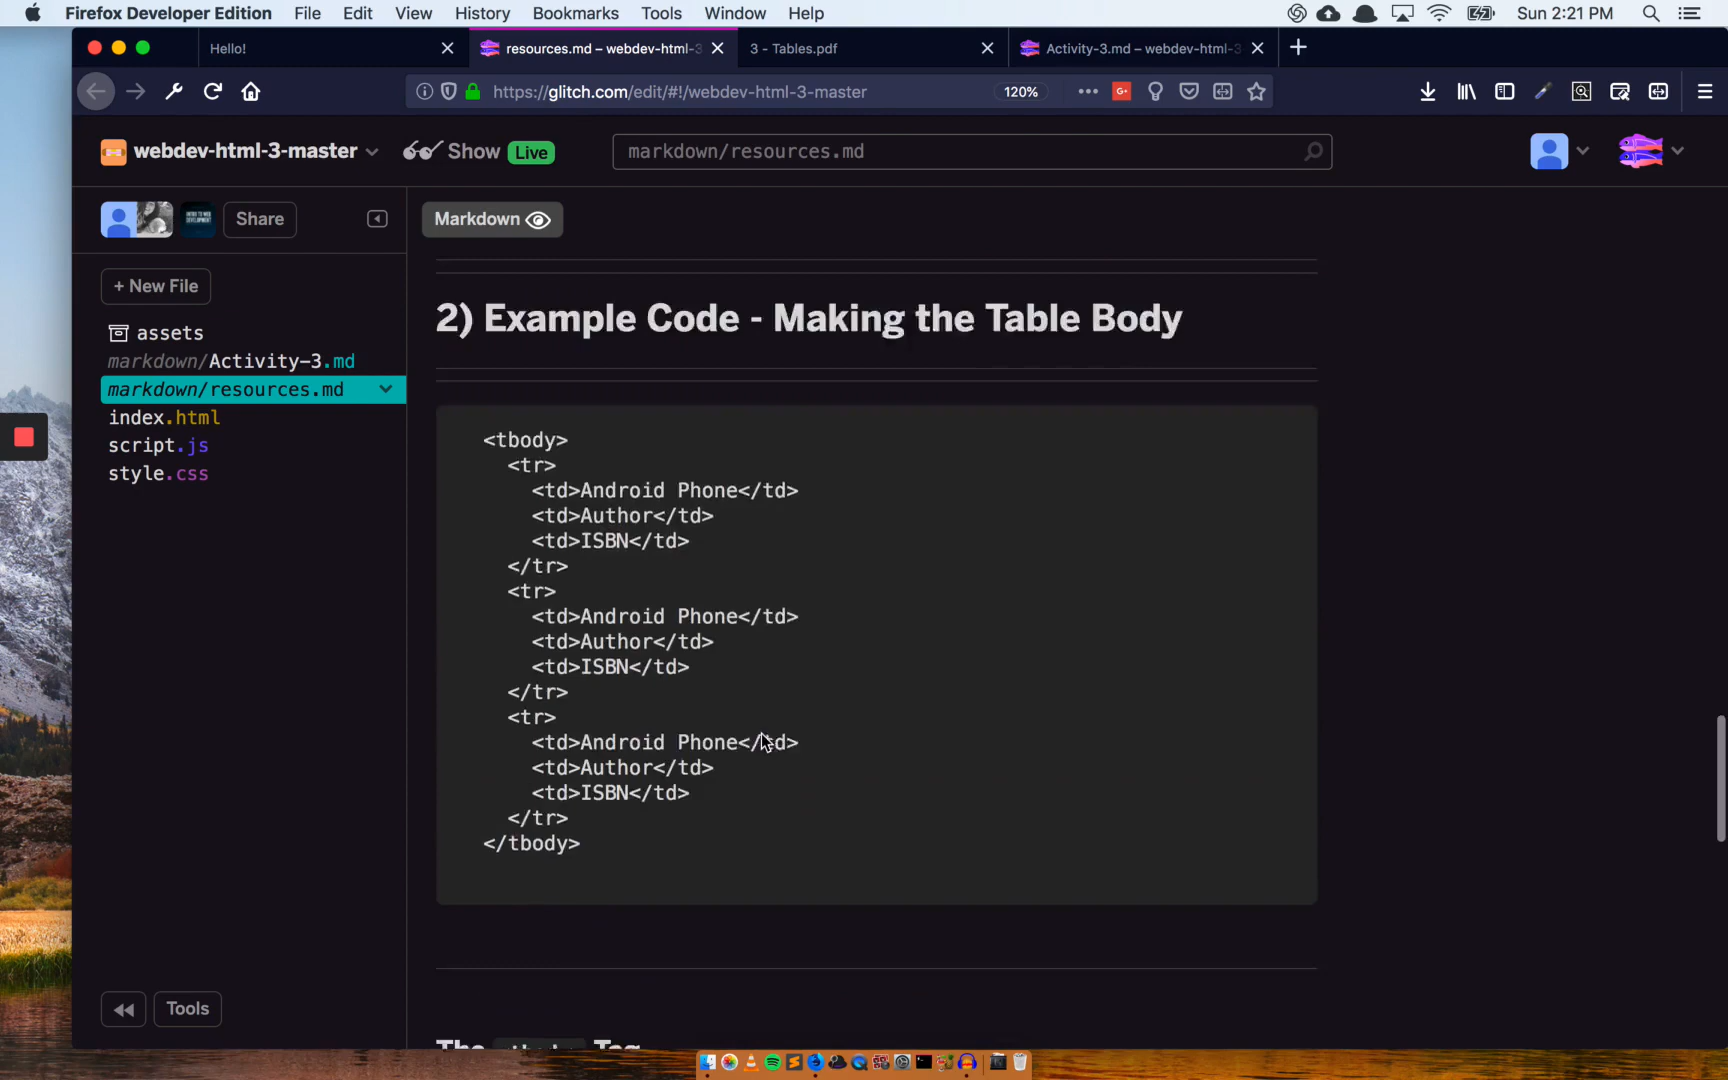 Firefox Developer Edition File Edit View History Bookmarks Tools Window Help Sun 2:21 PM
Hello! resources.md – webdev-html-3 3 - Tables.pdf Activity-3.md – webdev-html-3
https://glitch.com/edit/#!/webdev-html-3-master 120% G+
webdev-html-3-master Show Live markdown/resources.md
Share Markdown
+ New File
assets
markdown/Activity-3.md
markdown/resources.md
index.html
script.js
style.css
2) Example Code - Making the Table Body
<tbody>
<tr>
<td>Android Phone</td>
<td>Author</td>
<td>ISBN</td>
</tr>
<tr>
<td>Android Phone</td>
<td>Author</td>
<td>ISBN</td>
</tr>
<tr>
<td>Android Phone</td>
<td>Author</td>
<td>ISBN</td>
</tr>
</tbody>
Tools
The Tag